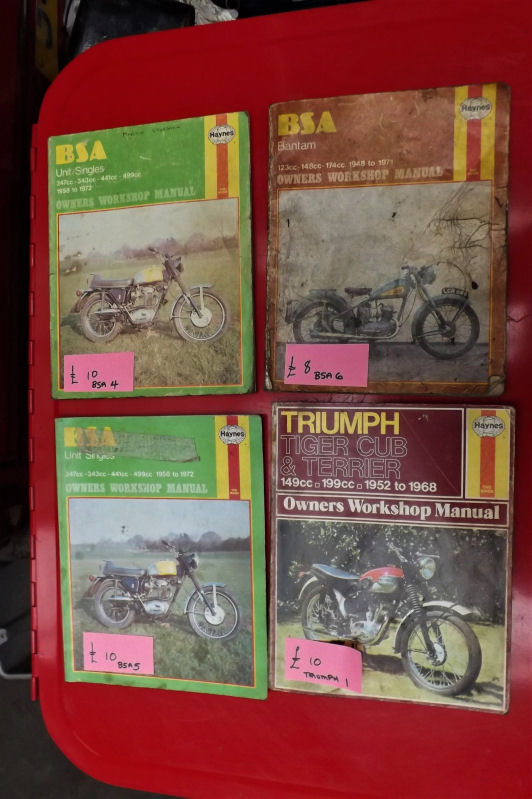 BSA
Unit Singles
247cc - 343cc - 441cc - 499cc
1958 to 1972
OWNERS WORKSHOP MANUAL
Haynes
£ 10
BSA 4
BSA
Bantam
123cc - 148cc - 174cc 1948 to 1971
OWNERS WORKSHOP MANUAL
Haynes
£ 8
BSA 6
BSA
Unit Singles
247cc - 343cc - 441cc - 499cc 1958 to 1972
OWNERS WORKSHOP MANUAL
Haynes
£ 10
BSA 5
TRIUMPH
TIGER CUB
& TERRIER
149cc □ 199cc □ 1952 to 1968
Owners Workshop Manual
Haynes
£ 10
TRIUMPH 1